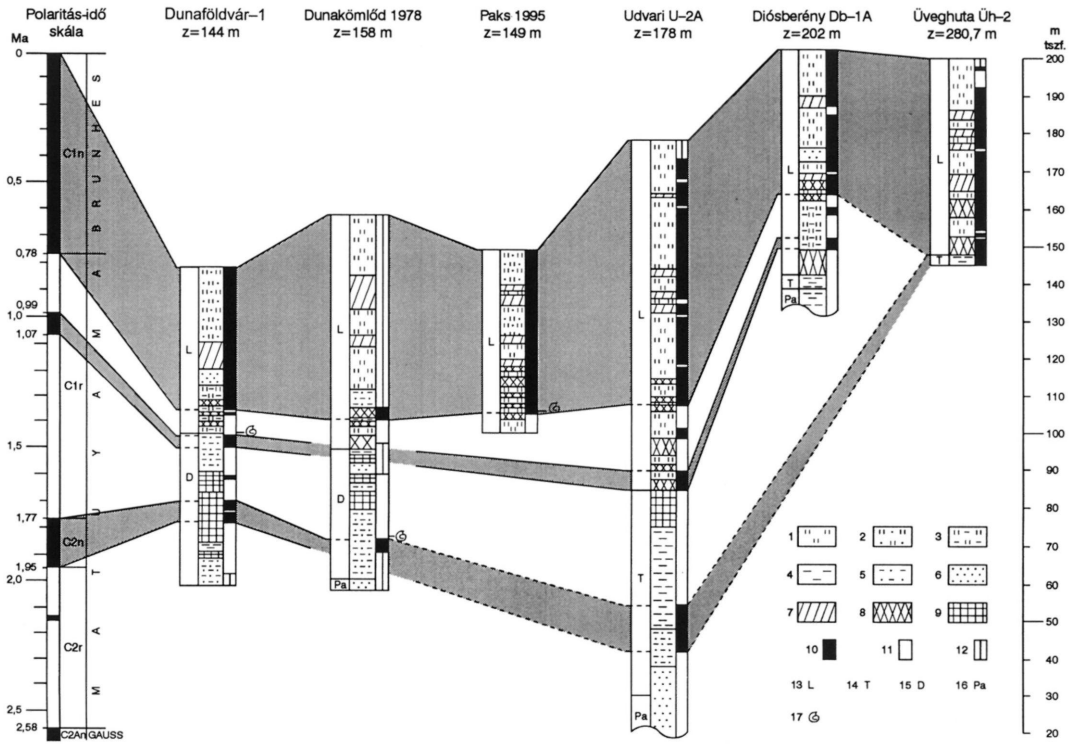 Polaritás-idő skála
Ma
Dunaföldvár–1
z=144 m
Dunakömlőd 1978
z=158 m
Paks 1995
z=149 m
Udvari U–2A
z=178 m
Diósberény Db–1A
z=202 m
Üveghuta Üh–2
z=280,7 m
m
tszf.
0
0,5
0,78
0,99
1,0
1,07
1,5
1,77
1,95
2,0
2,5
2,58
C1n
C1r
C2n
C2r
C2An
GAUSS
BRUNHES
MATUYAMA
L
D
L
D
Pa
L
L
T
Pa
L
T
Pa
L
T
200
190
180
170
160
150
140
130
120
110
100
90
80
70
60
50
40
30
20
1 2 3
4 5 6
7 8 9
10 11 12
13 L 14 T 15 D 16 Pa
17